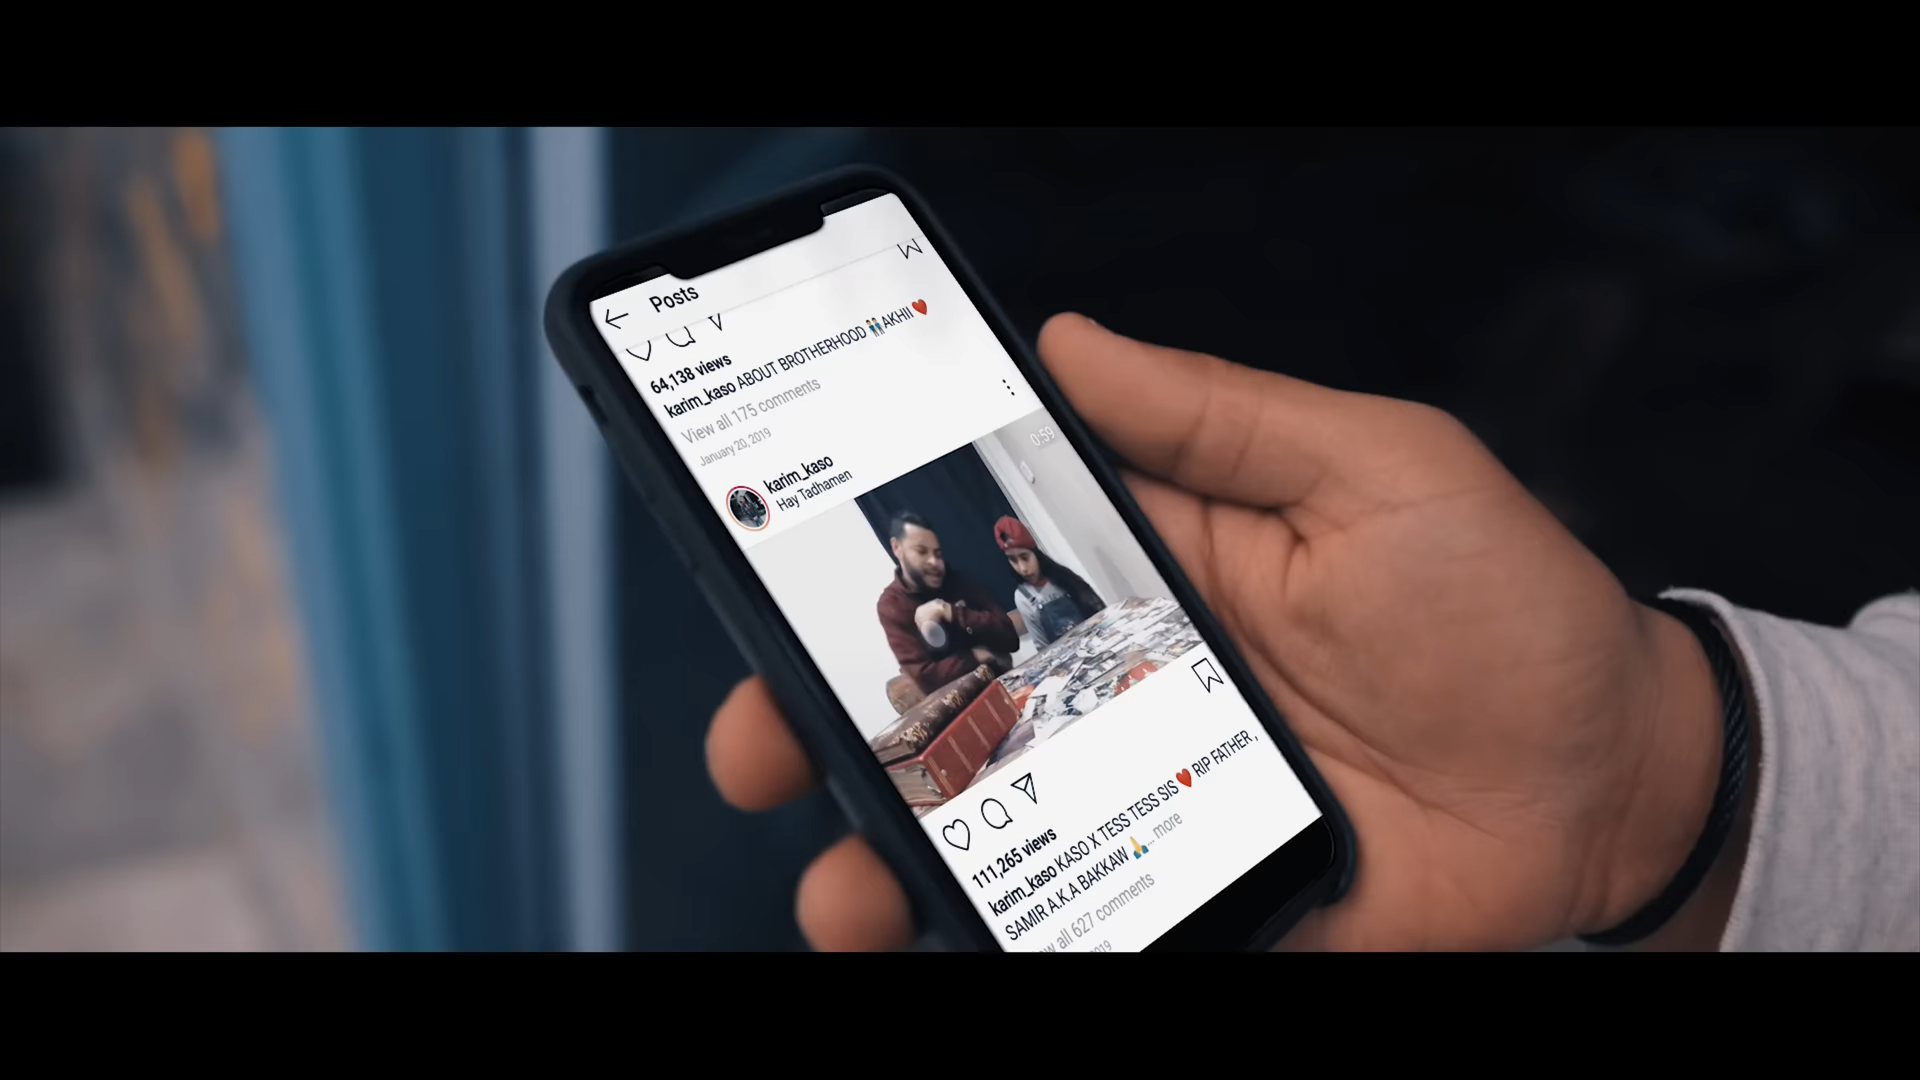 Posts
64,138 views
karim_kaso ABOUT BROTHERHOOD 👬AKHII❤️
View all 175 comments
January 20, 2019
karim_kaso
Hay Tadhamen
0:59
111,265 views
karim_kaso KASO X TESS TESS SIS❤️ RIP FATHER ,
SAMIR A.K.A BAKKAW 🙏... more
all 627 comments
2019